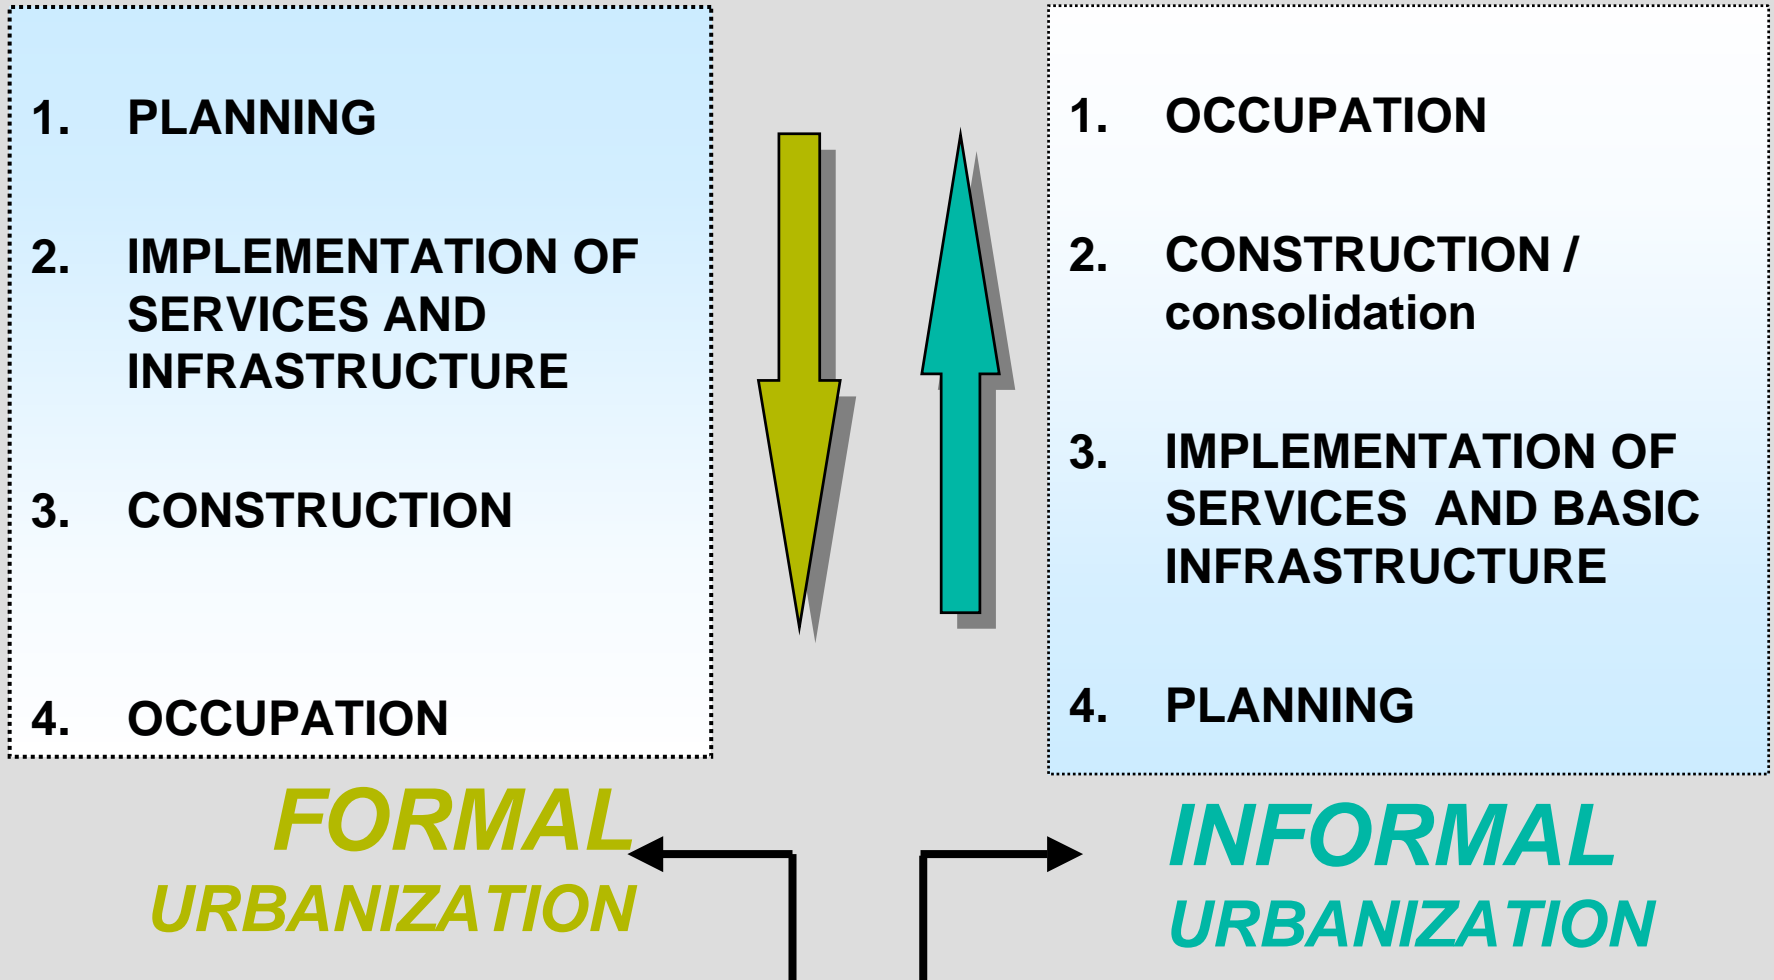 1. PLANNING
2. IMPLEMENTATION OF
SERVICES AND
INFRASTRUCTURE
3. CONSTRUCTION
4. OCCUPATION
FORMAL
URBANIZATION
1. OCCUPATION
2. CONSTRUCTION /
consolidation
3. IMPLEMENTATION OF
SERVICES AND BASIC
INFRASTRUCTURE
4. PLANNING
INFORMAL
URBANIZATION